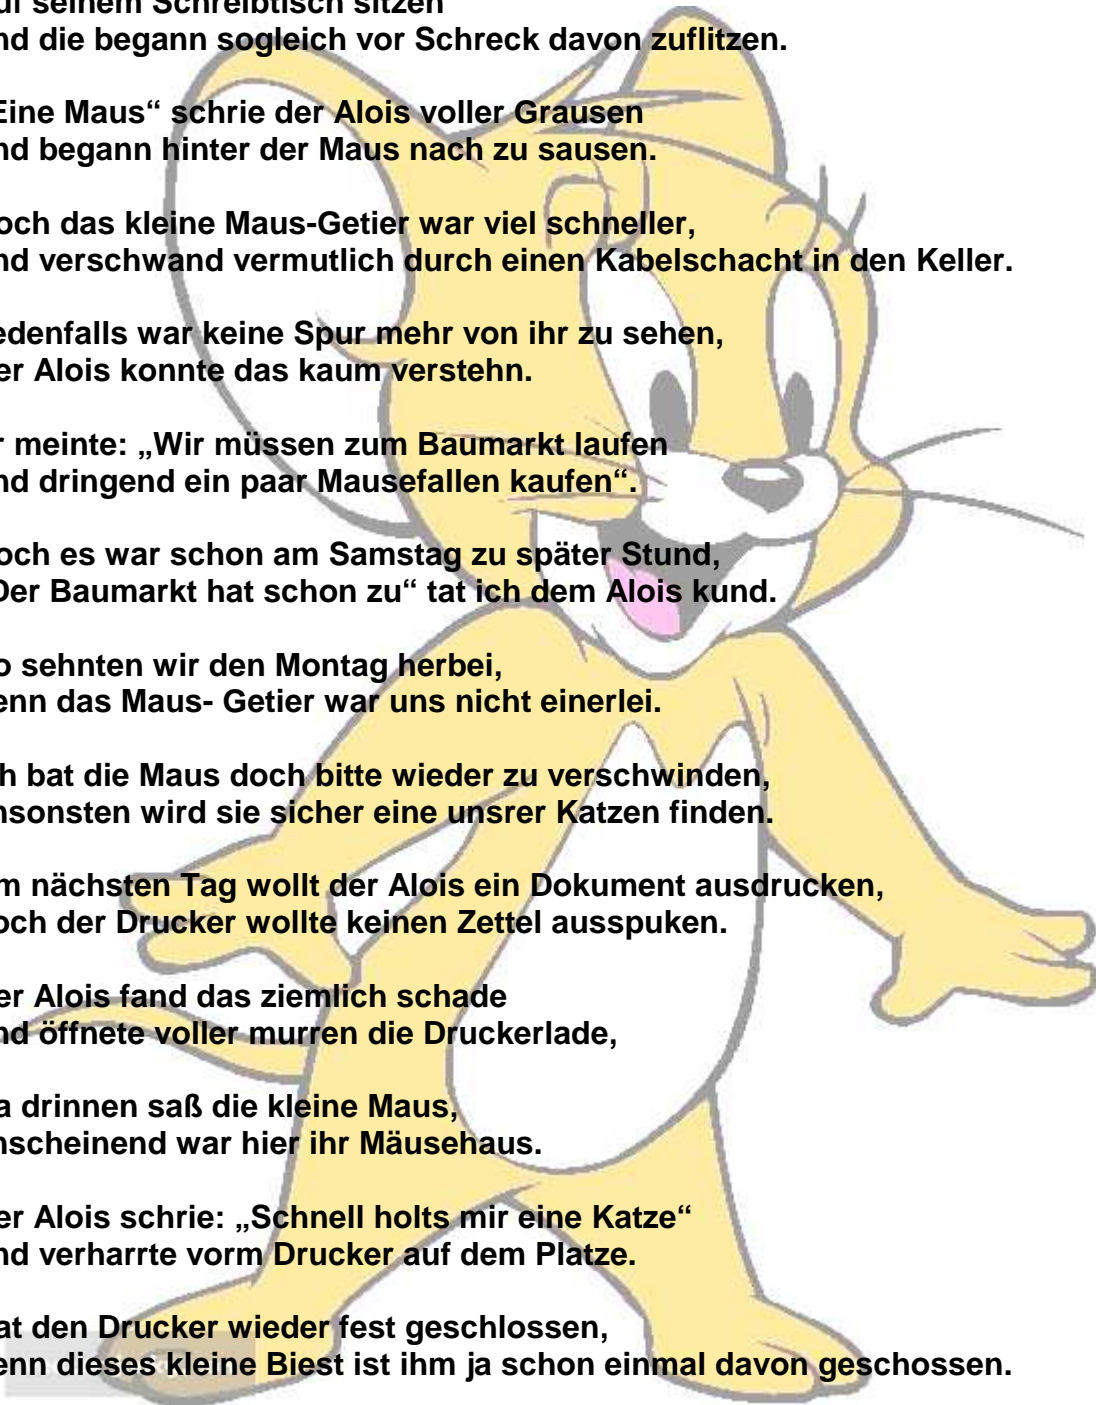 uf seinem Schreibtisch sitzen
nd die begann sogleich vor Schreck davon zuflitzen.
Eine Maus“ schrie der Alois voller Grausen
nd begann hinter der Maus nach zu sausen.
och das kleine Maus-Getier war viel schneller,
nd verschwand vermutlich durch einen Kabelschacht in den Keller.
edenfalls war keine Spur mehr von ihr zu sehen,
er Alois konnte das kaum verstehn.
r meinte: „Wir müssen zum Baumarkt laufen
nd dringend ein paar Mausefallen kaufen“.
och es war schon am Samstag zu später Stund,
Der Baumarkt hat schon zu“ tat ich dem Alois kund.
o sehnten wir den Montag herbei,
enn das Maus- Getier war uns nicht einerlei.
h bat die Maus doch bitte wieder zu verschwinden,
nsonsten wird sie sicher eine unsrer Katzen finden.
m nächsten Tag wollt der Alois ein Dokument ausdrucken,
och der Drucker wollte keinen Zettel ausspuken.
er Alois fand das ziemlich schade
nd öffnete voller murren die Druckerlade,
a drinnen saß die kleine Maus,
nscheinend war hier ihr Mäusehaus.
er Alois schrie: „Schnell holts mir eine Katze“
nd verharrte vorm Drucker auf dem Platze.
at den Drucker wieder fest geschlossen,
enn dieses kleine Biest ist ihm ja schon einmal davon geschossen.